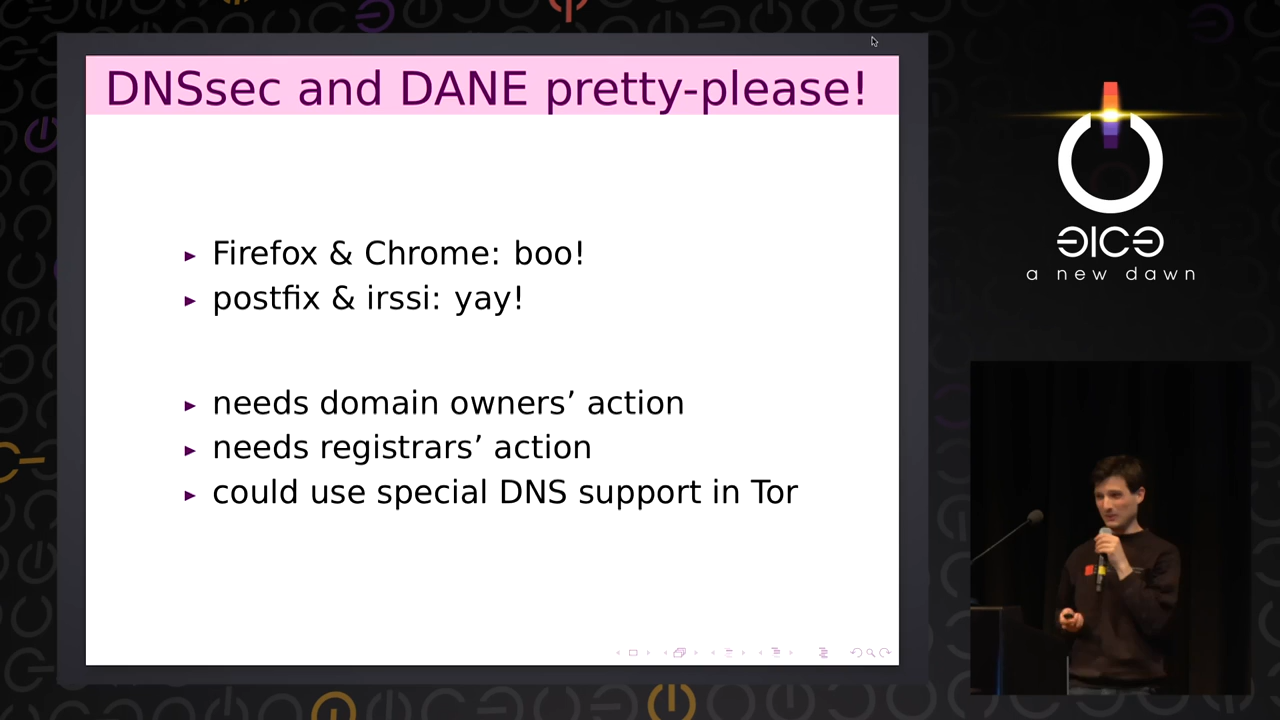 DNSsec and DANE pretty-please!
▸ Firefox & Chrome: boo!
▸ postfix & irssi: yay!
▸ needs domain owners’ action
▸ needs registrars’ action
▸ could use special DNS support in Tor
a new dawn